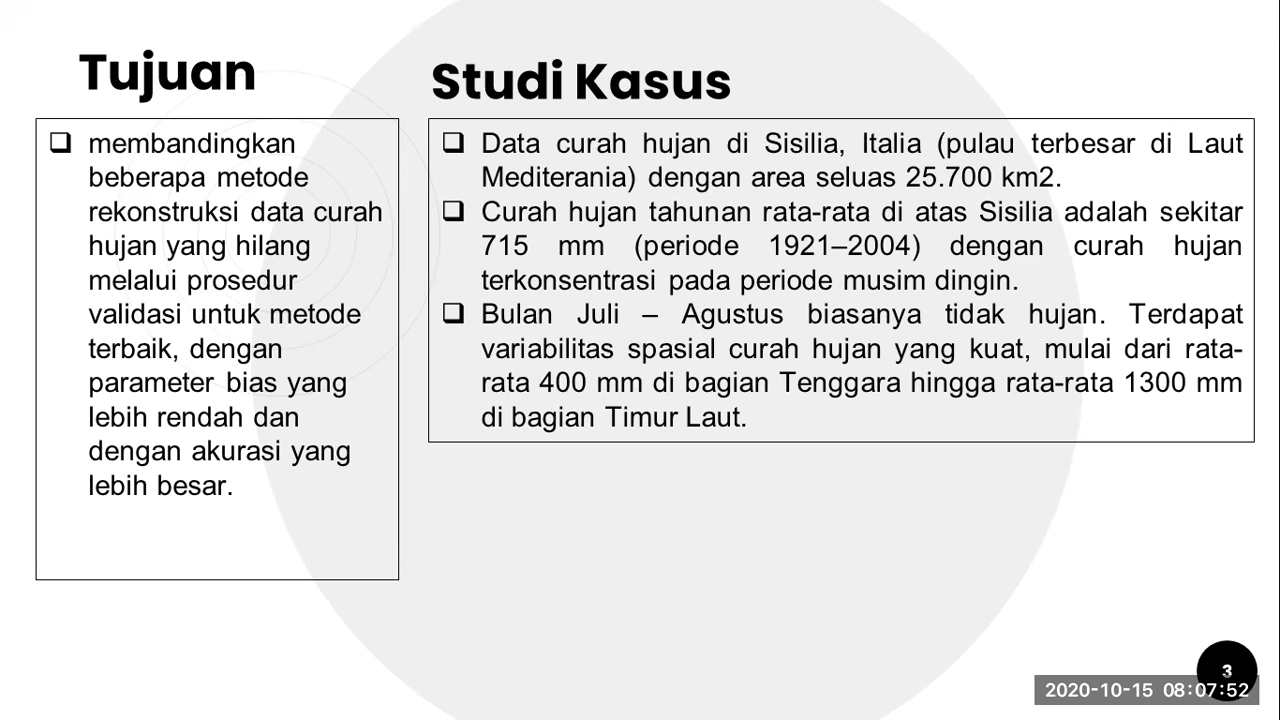 Tujuan
membandingkan
beberapa metode
rekonstruksi data curah
hujan yang hilang
melalui prosedur
validasi untuk metode
terbaik, dengan
parameter bias yang
lebih rendah dan
dengan akurasi yang
lebih besar.
Studi Kasus
Data curah hujan di Sisilia, Italia (pulau terbesar di Laut
Mediterania) dengan area seluas 25.700 km2.
Curah hujan tahunan rata-rata di atas Sisilia adalah sekitar
715 mm (periode 1921–2004) dengan curah hujan
terkonsentrasi pada periode musim dingin.
Bulan Juli – Agustus biasanya tidak hujan. Terdapat
variabilitas spasial curah hujan yang kuat, mulai dari rata-
rata 400 mm di bagian Tenggara hingga rata-rata 1300 mm
di bagian Timur Laut.
3
2020-10-15 08:07:52